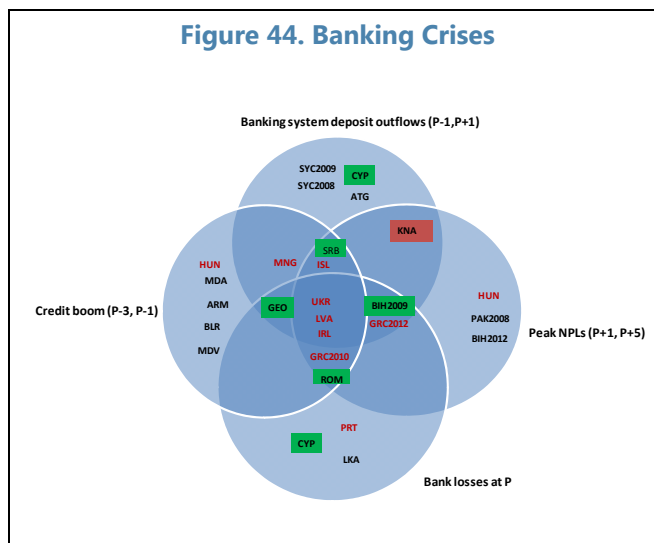 Figure 44. Banking Crises
Banking system deposit outflows (P-1,P+1)
SYC2009
CYP
SYC2008
ATG
KNA
SRB
HUN
MNG
ISL
MDA
HUN
Credit boom (P-3, P-1)
ARM
GEO
UKR
BIH2009
PAK2008
LVA
GRC2012
Peak NPLs (P+1, P+5)
BLR
IRL
BIH2012
MDV
GRC2010
ROM
PRT
CYP
LKA
Bank losses at P